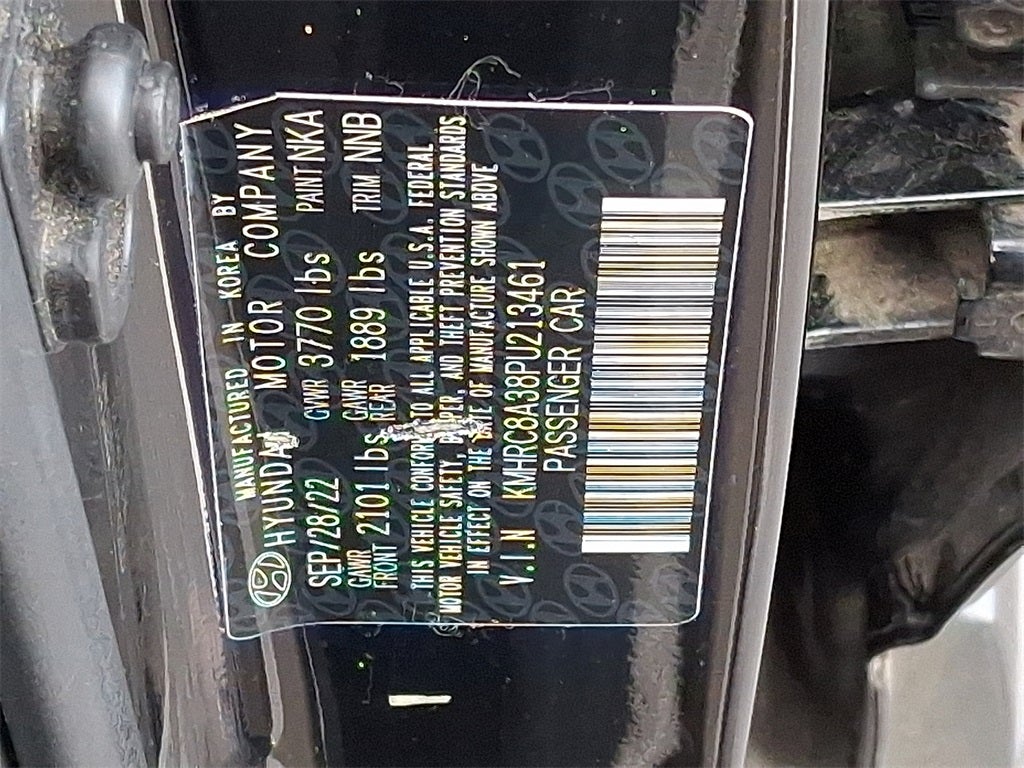 MANUFACTURED IN KOREA BY
HYUNDAI MOTOR COMPANY
SEP/28/22 GVWR 3770 lbs PAINT NKA
GAWR FRONT 2101 lbs GAWR REAR 1889 lbs TRIM NNB
THIS VEHICLE CONFORMS TO ALL APPLICABLE U.S.A. FEDERAL
MOTOR VEHICLE SAFETY, BUMPER, AND THEFT PREVENTION STANDARDS
IN EFFECT ON THE DATE OF MANUFACTURE SHOWN ABOVE
V.I.N KMHRC8A38PU213461
PASSENGER CAR